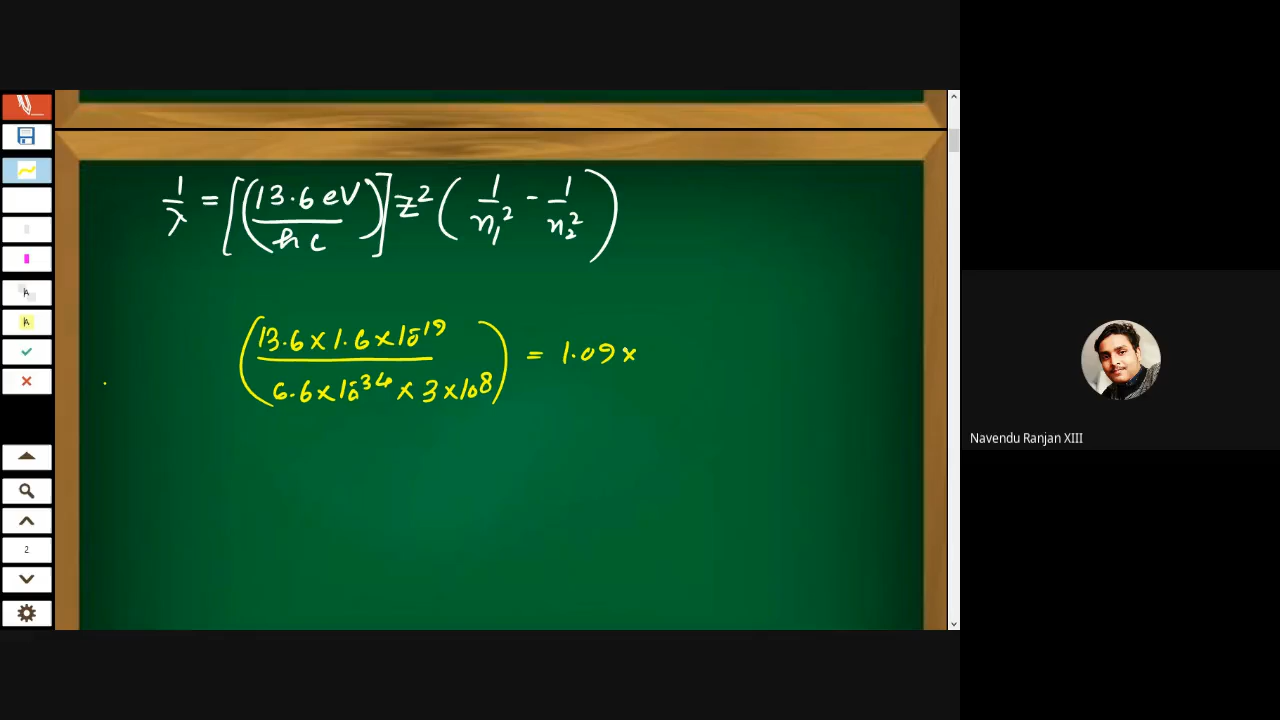 1/λ = [(13.6 eV / hc)] z² (1/n₁² - 1/n₂²)
(13.6 × 1.6 × 10⁻¹⁹ / 6.6 × 10⁻³⁴ × 3 × 10⁸) = 1.09 ×
Navendu Ranjan XIII
2